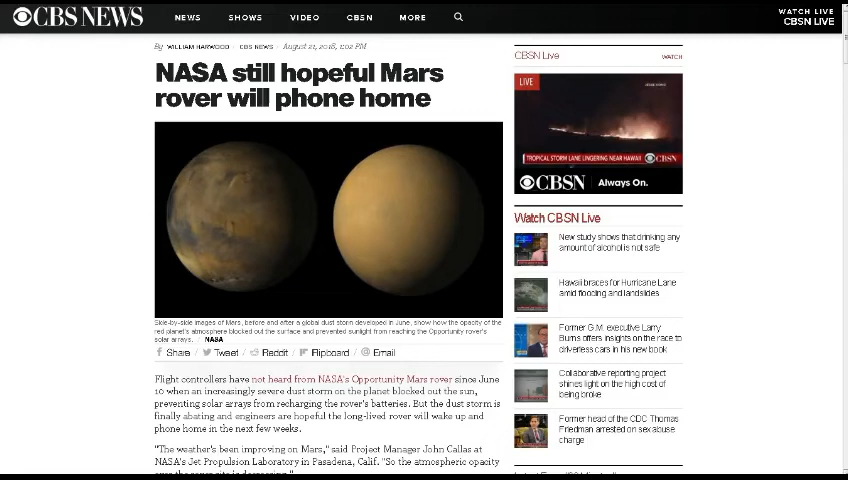 CBS NEWS
NEWS SHOWS VIDEO CBSN MORE
WATCH LIVE
CBSN LIVE
By WILLIAM HARWOOD CBS NEWS August 21, 2018, 1:02 PM
NASA still hopeful Mars
rover will phone home
Side-by-side images of Mars, before and after a global dust storm developed in June, show how the opacity of the
red planet's atmosphere blocked out the surface and prevented sunlight from reaching the Opportunity rover's
solar arrays. / NASA
Share / Tweet / Reddit / Flipboard / Email
Flight controllers have not heard from NASA's Opportunity Mars rover since June
10 when an increasingly severe dust storm on the planet blocked out the sun,
preventing solar arrays from recharging the rover's batteries. But the dust storm is
finally abating and engineers are hopeful the long-lived rover will wake up and
phone home in the next few weeks.
"The weather's been improving on Mars," said Project Manager John Callas at
NASA's Jet Propulsion Laboratory in Pasadena, Calif. "So the atmospheric opacity
CBSN Live WATCH
LIVE
TROPICAL STORM LANE LINGERING NEAR HAWAII CBSN
CBSN Always On.
Watch CBSN Live
New study shows that drinking any
amount of alcohol is not safe
Hawaii braces for Hurricane Lane
amid flooding and landslides
Former G.M. executive Larry
Burns offers insights on the race to
driverless cars in his new book
Collaborative reporting project
shines light on the high cost of
being broke
Former head of the CDC Thomas
Friedman arrested on sex abuse
charge